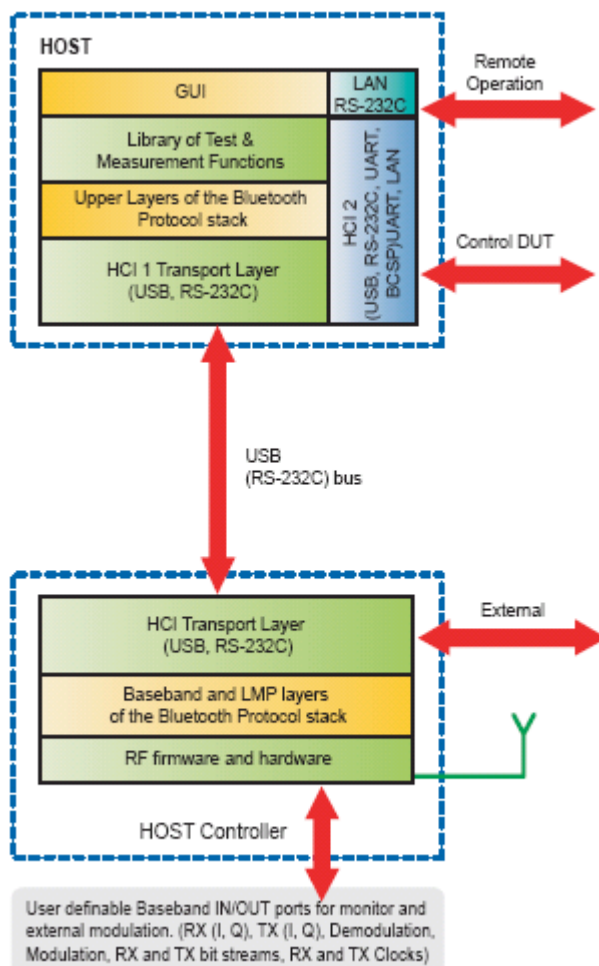 HOST
GUI
LAN
RS-232C
Remote
Operation
Library of Test &
Measurement Functions
Upper Layers of the Bluetooth
Protocol stack
HCI 1 Transport Layer
(USB, RS-232C)
HCI 2
(USB, RS-232C, UART,
BCSP)UART, LAN
Control DUT
USB
(RS-232C) bus
HCI Transport Layer
(USB, RS-232C)
External
Baseband and LMP layers
of the Bluetooth Protocol stack
RF firmware and hardware
HOST Controller
User definable Baseband IN/OUT ports for monitor and
external modulation. (RX (I, Q), TX (I, Q), Demodulation,
Modulation, RX and TX bit streams, RX and TX Clocks)